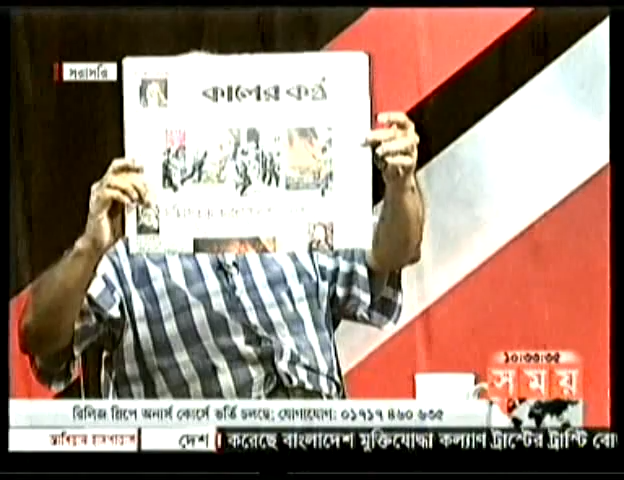 সরাসরি
কালের কণ্ঠ
১০:৩৩:৩৫
সময়
রিলিজ স্লিপে অনার্স কোর্সে ভর্তি চলছে; যোগাযোগ: ০১৭১৭ ৪৬০ ৬৩৫
দেশ করেছে বাংলাদেশ মুক্তিযোদ্ধা কল্যাণ ট্রাস্টের ট্রাস্টি বো